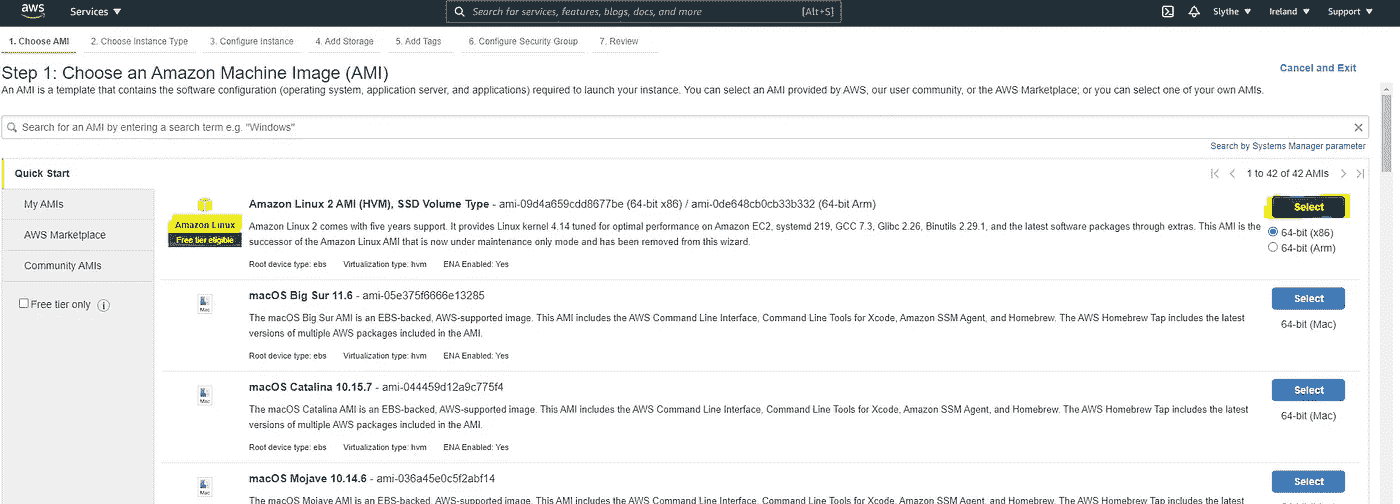 aws Services Search for services, features, blogs, docs, and more [Alt+S] Slythe Ireland Support
1. Choose AMI 2. Choose Instance Type 3. Configure Instance 4. Add Storage 5. Add Tags 6. Configure Security Group 7. Review
Step 1: Choose an Amazon Machine Image (AMI)
Cancel and Exit
An AMI is a template that contains the software configuration (operating system, application server, and applications) required to launch your instance. You can select an AMI provided by AWS, our user community, or the AWS Marketplace; or you can select one of your own AMIs.
Search for an AMI by entering a search term e.g. "Windows"
Search by Systems Manager parameter
Quick Start
1 to 42 of 42 AMIs
My AMIs
AWS Marketplace
Community AMIs
Free tier only
Amazon Linux
Free tier eligible
Amazon Linux 2 AMI (HVM), SSD Volume Type - ami-09d4a659cdd8677be (64-bit x86) / ami-0de648cb0cb33b332 (64-bit Arm)
Amazon Linux 2 comes with five years support. It provides Linux kernel 4.14 tuned for optimal performance on Amazon EC2, systemd 219, GCC 7.3, Glibc 2.26, Binutils 2.29.1, and the latest software packages through extras. This AMI is the
successor of the Amazon Linux AMI that is now under maintenance only mode and has been removed from this wizard.
Root device type: ebs Virtualization type: hvm ENA Enabled: Yes
Select
64-bit (x86)
64-bit (Arm)
Mac
macOS Big Sur 11.6 - ami-05e375f6666e13285
The macOS Big Sur AMI is an EBS-backed, AWS-supported image. This AMI includes the AWS Command Line Interface, Command Line Tools for Xcode, Amazon SSM Agent, and Homebrew. The AWS Homebrew Tap includes the latest
versions of multiple AWS packages included in the AMI.
Root device type: ebs Virtualization type: hvm ENA Enabled: Yes
Select
64-bit (Mac)
Mac
macOS Catalina 10.15.7 - ami-044459d12a9c775f4
The macOS Catalina AMI is an EBS-backed, AWS-supported image. This AMI includes the AWS Command Line Interface, Command Line Tools for Xcode, Amazon SSM Agent, and Homebrew. The AWS Homebrew Tap includes the latest
versions of multiple AWS packages included in the AMI.
Root device type: ebs Virtualization type: hvm ENA Enabled: Yes
Select
64-bit (Mac)
Mac
macOS Mojave 10.14.6 - ami-036a45e0c5f2abf14
The macOS Mojave AMI is an EBS-backed, AWS-supported image. This AMI includes the AWS Command Line Interface, Command Line Tools for Xcode, Amazon SSM Agent, and Homebrew. The AWS Homebrew Tap includes the latest
Select